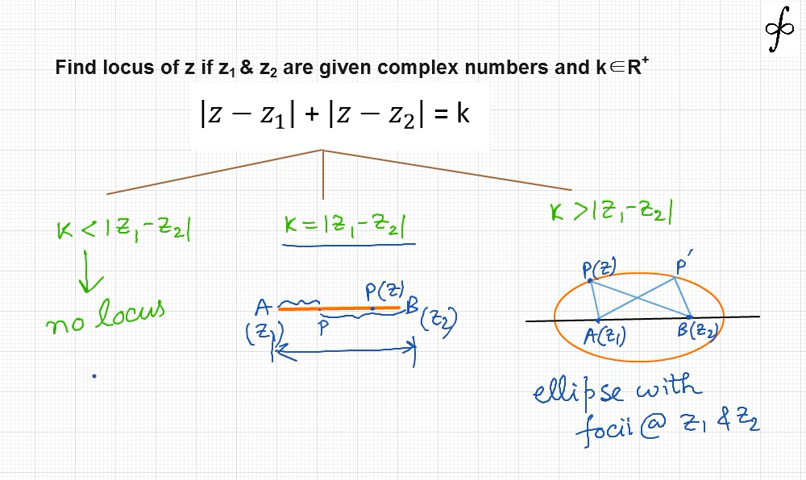 Find locus of z if z₁ & z₂ are given complex numbers and k∈R⁺
|z − z₁| + |z − z₂| = k
K < |z₁-z₂|
K = |z₁-z₂|
K > |z₁-z₂|
no locus
A
(z₁)
P
P(z)
B
(z₂)
P(z)
P'
A(z₁)
B(z₂)
ellipse with
focii @ z₁ & z₂